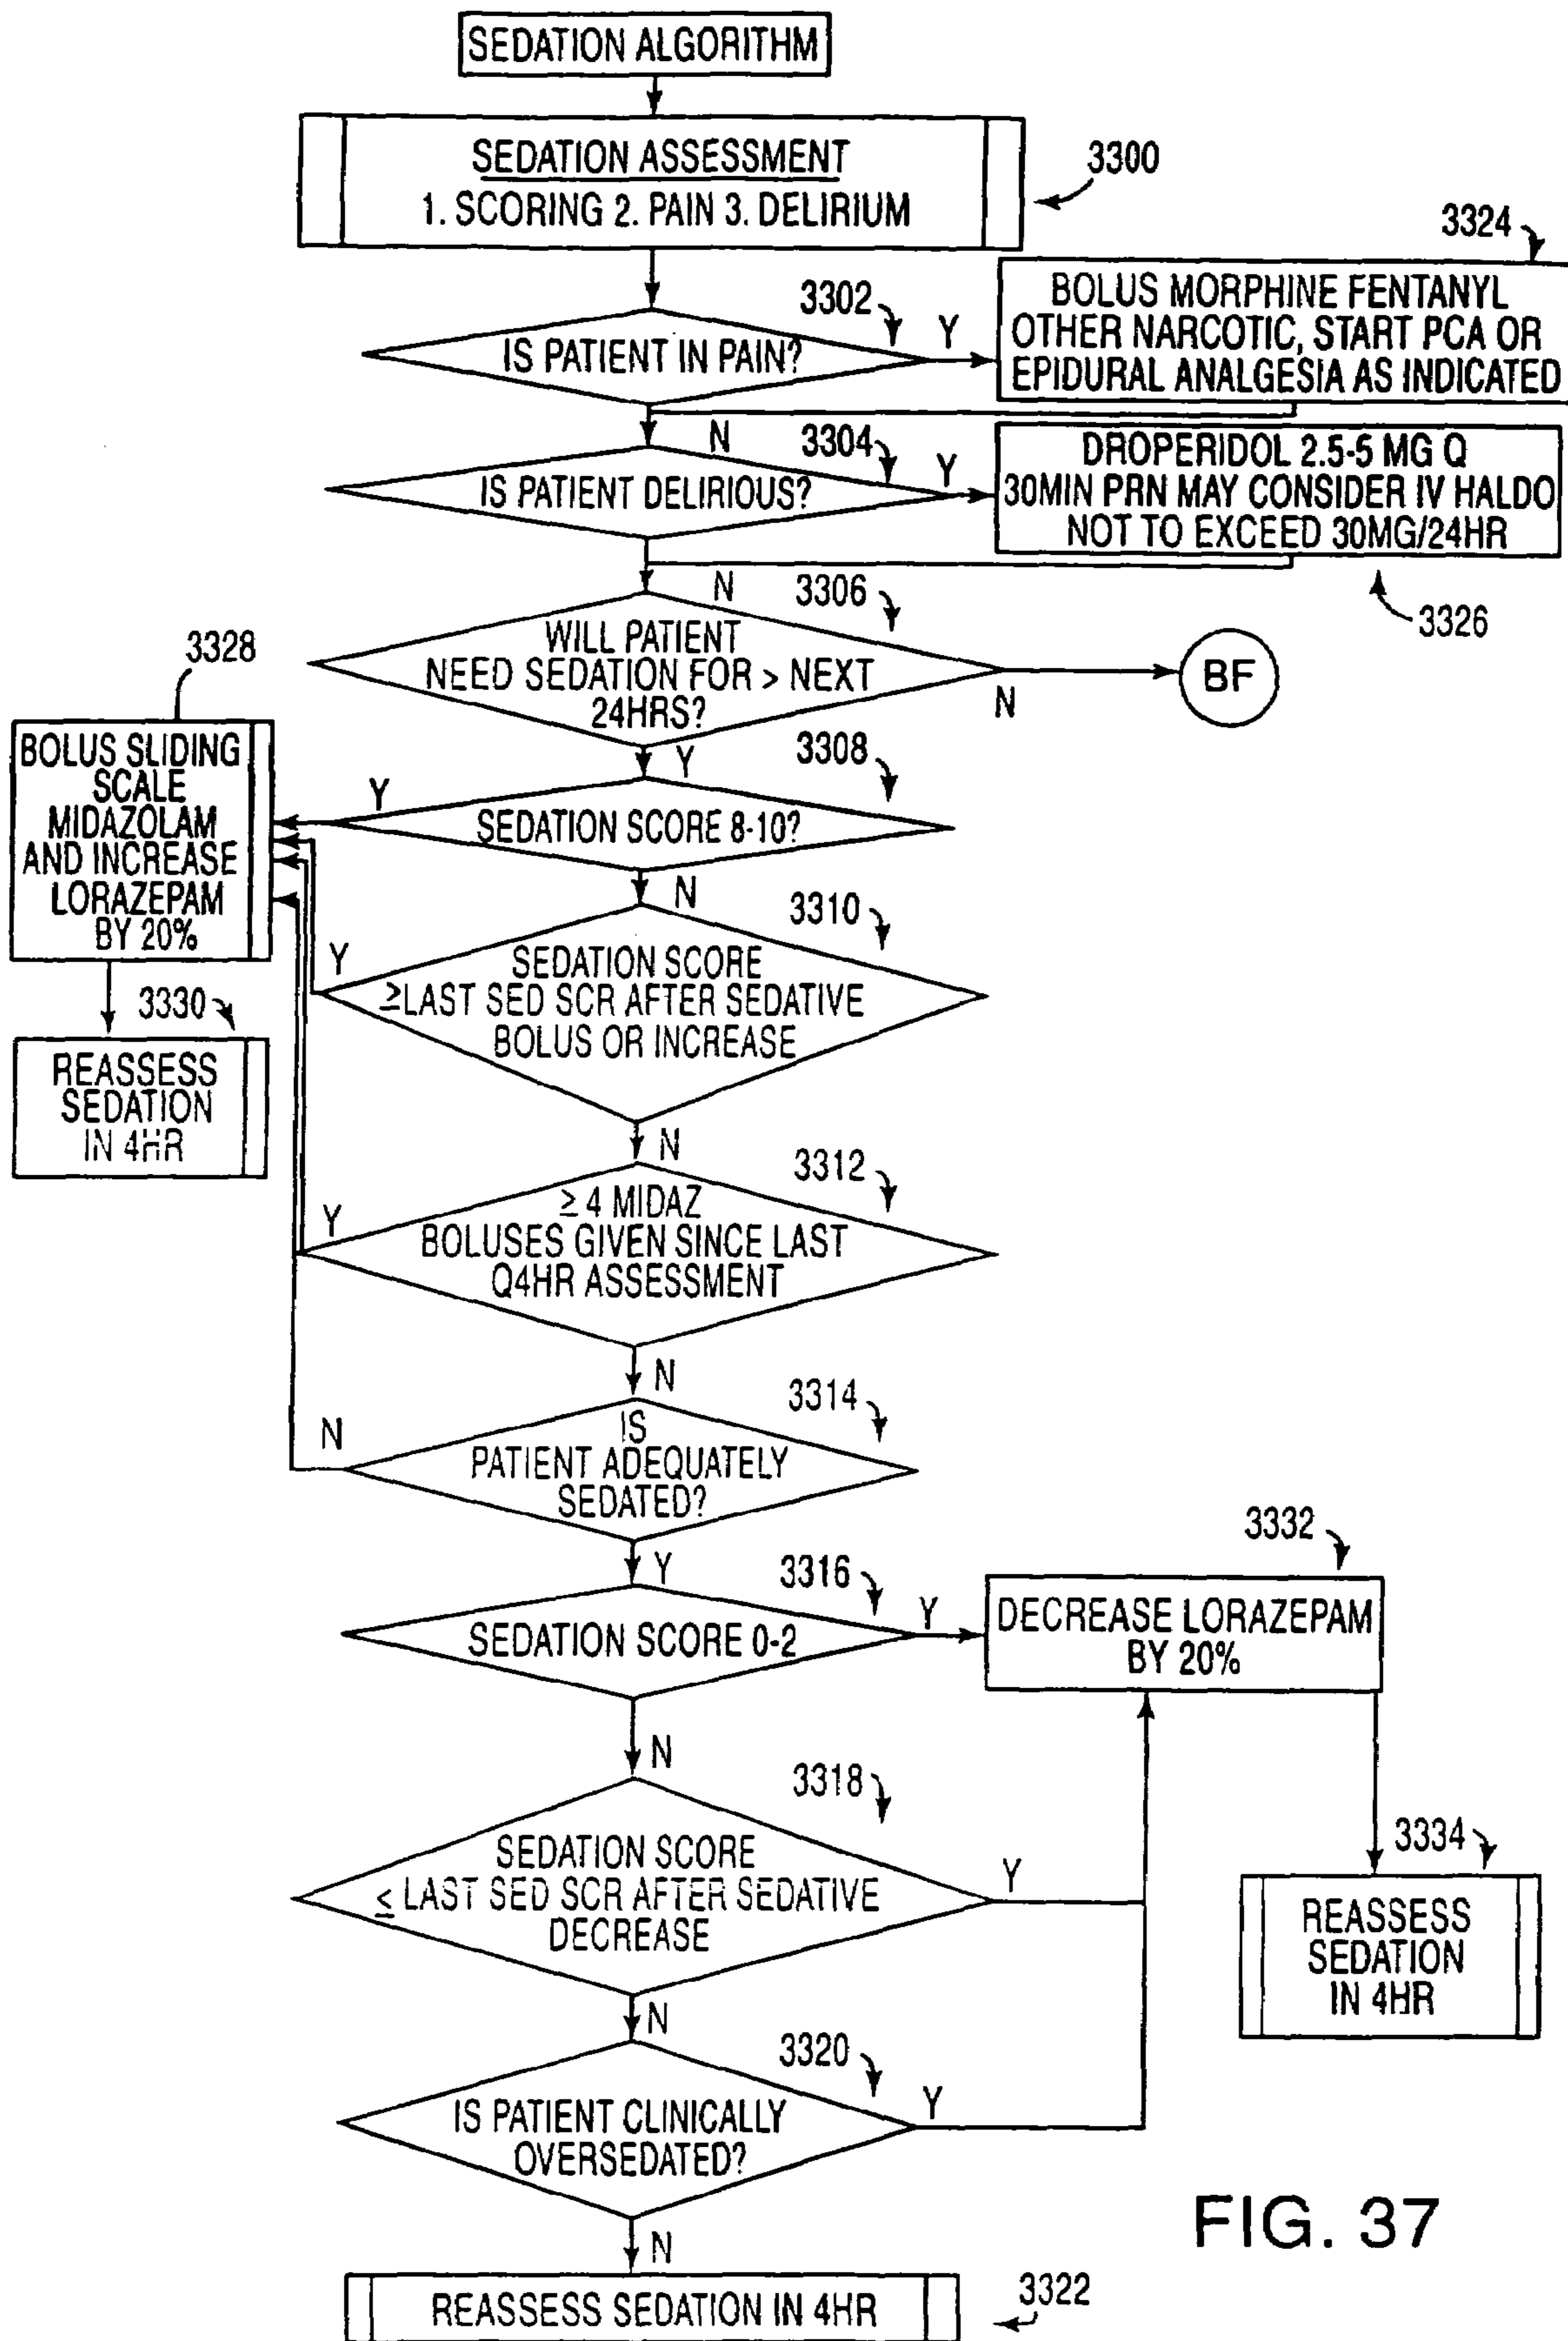 SEDATION ALGORITHM
SEDATION ASSESSMENT
1. SCORING 2. PAIN 3. DELIRIUM
3300
3302
IS PATIENT IN PAIN?
Y
N
3324
BOLUS MORPHINE FENTANYL
OTHER NARCOTIC, START PCA OR
EPIDURAL ANALGESIA AS INDICATED
3304
IS PATIENT DELIRIOUS?
Y
N
DROPERIDOL 2.5-5 MG Q
30MIN PRN MAY CONSIDER IV HALDO
NOT TO EXCEED 30MG/24HR
3326
3306
WILL PATIENT
NEED SEDATION FOR > NEXT
24HRS?
N
BF
Y
3308
SEDATION SCORE 8-10?
Y
N
3328
BOLUS SLIDING
SCALE
MIDAZOLAM
AND INCREASE
LORAZEPAM
BY 20%
3330
REASSESS
SEDATION
IN 4HR
3310
SEDATION SCORE
≥LAST SED SCR AFTER SEDATIVE
BOLUS OR INCREASE
Y
N
3312
≥ 4 MIDAZ
BOLUSES GIVEN SINCE LAST
Q4HR ASSESSMENT
Y
N
3314
IS
PATIENT ADEQUATELY
SEDATED?
N
Y
3316
SEDATION SCORE 0-2
Y
N
3332
DECREASE LORAZEPAM
BY 20%
3318
SEDATION SCORE
≤ LAST SED SCR AFTER SEDATIVE
DECREASE
Y
N
3334
REASSESS
SEDATION
IN 4HR
3320
IS PATIENT CLINICALLY
OVERSEDATED?
Y
N
REASSESS SEDATION IN 4HR
3322
FIG. 37